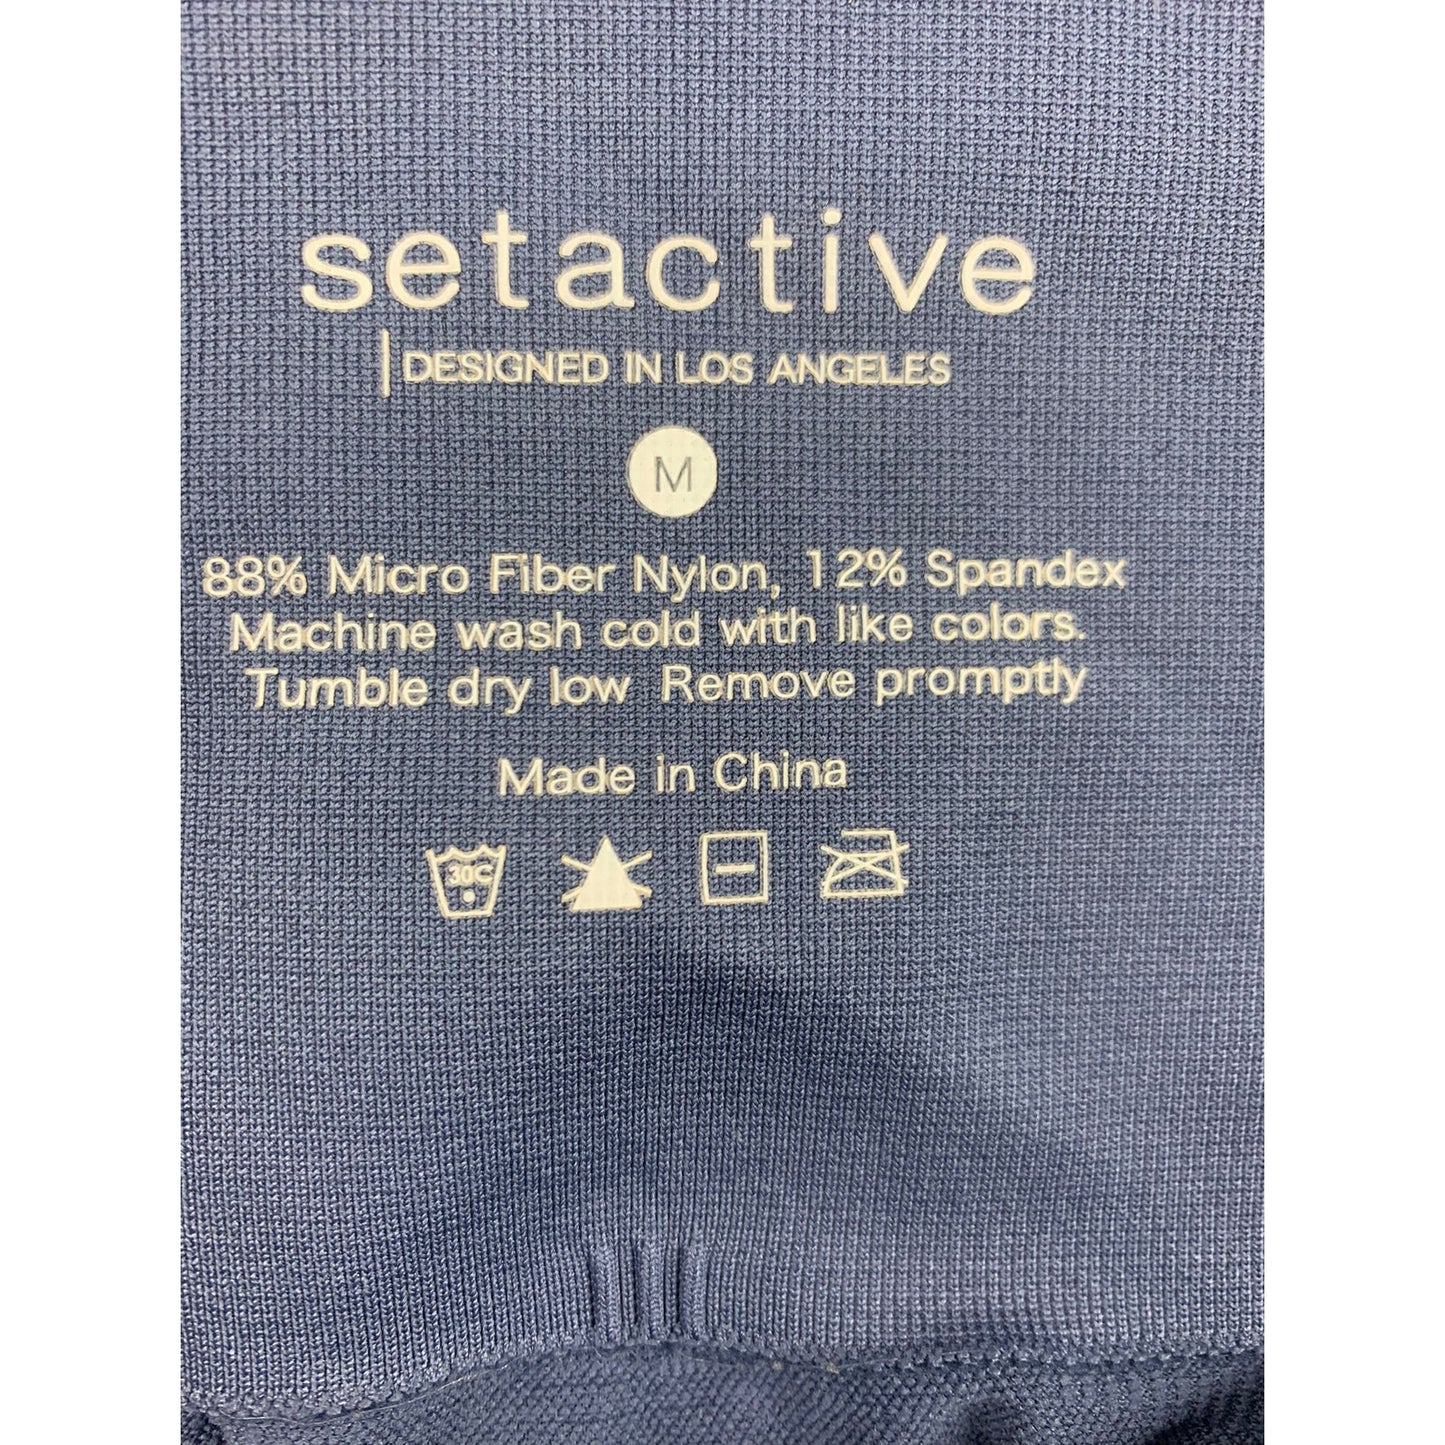 setactive
DESIGNED IN LOS ANGELES
M
88% Micro Fiber Nylon, 12% Spandex
Machine wash cold with like colors.
Tumble dry low Remove promptly
Made in China
30C